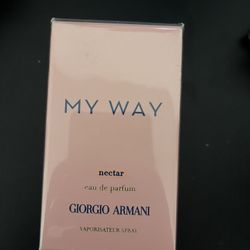 MY WAY
nectar
eau de parfum
GIORGIO ARMANI
VAPORISATEUR SPRAY